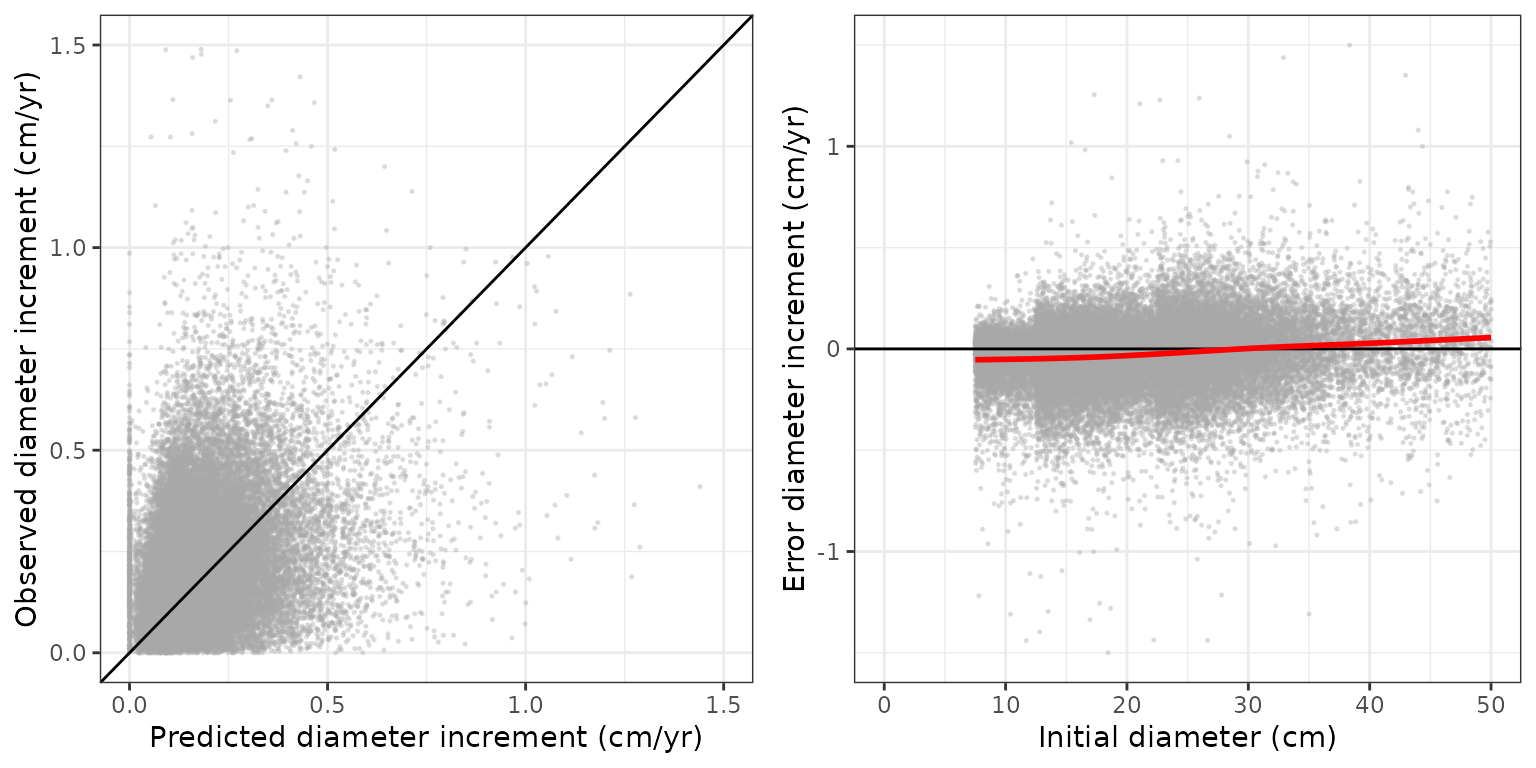 Observed diameter increment (cm/yr)
1.5
1.0
0.5
0.0
0.0 0.5 1.0 1.5
Predicted diameter increment (cm/yr)
Error diameter increment (cm/yr)
1
0
-1
0 10 20 30 40 50
Initial diameter (cm)